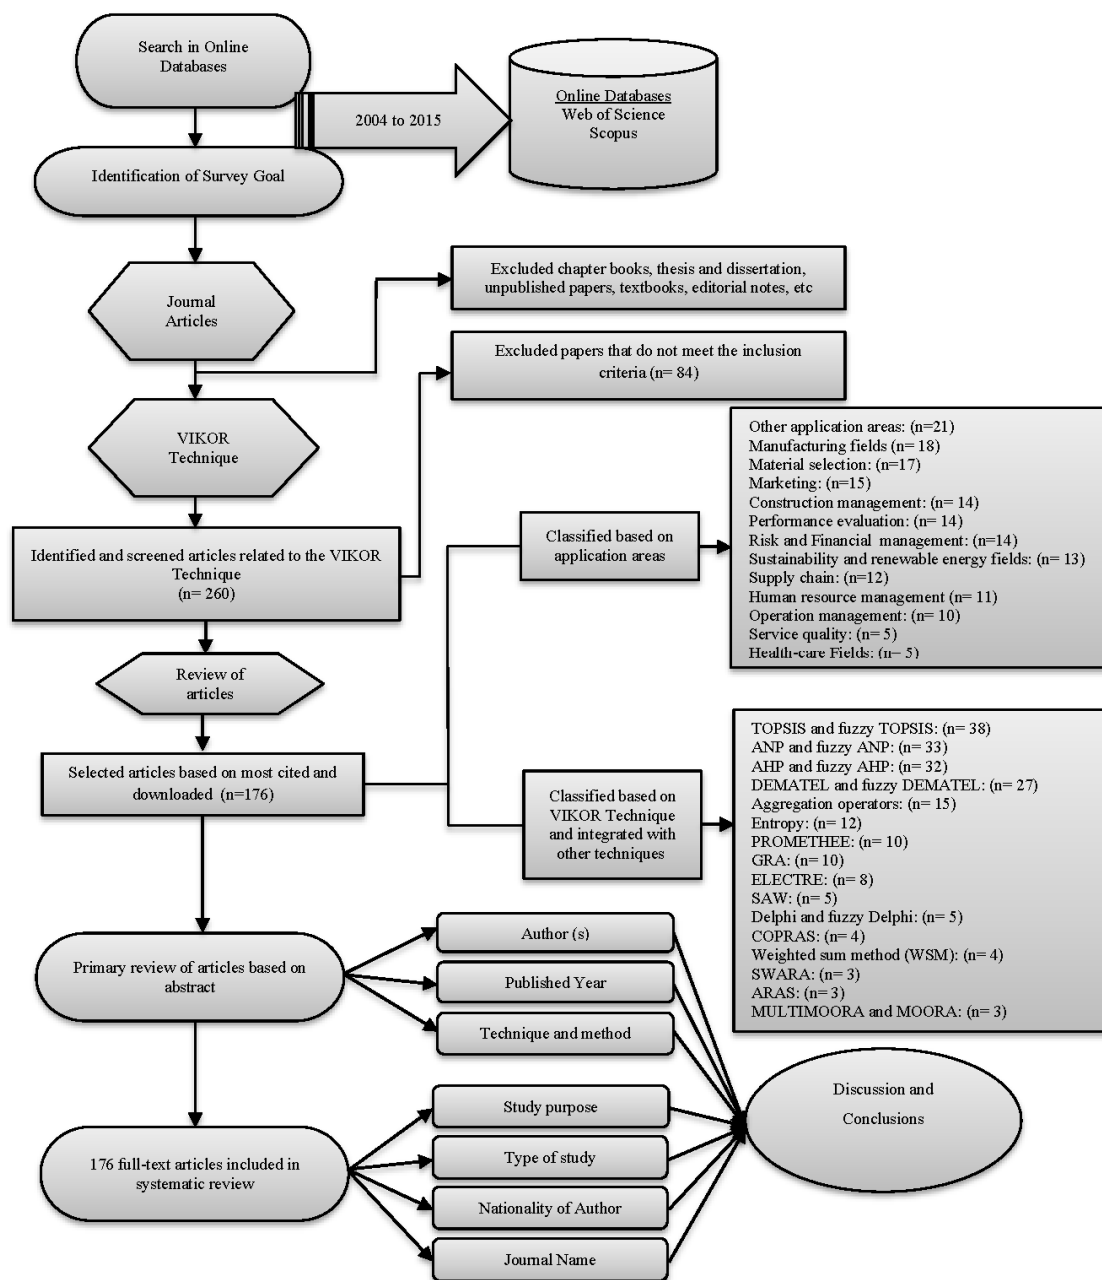 Search in Online
Databases
2004 to 2015
Online Databases
Web of Science
Scopus
Identification of Survey Goal
Journal
Articles
Excluded chapter books, thesis and dissertation,
unpublished papers, textbooks, editorial notes, etc
Excluded papers that do not meet the inclusion
criteria (n= 84)
VIKOR
Technique
Identified and screened articles related to the VIKOR
Technique
(n= 260)
Review of
articles
Selected articles based on most cited and
downloaded  (n=176)
Classified based on
application areas
Other application areas: (n=21)
Manufacturing fields (n= 18)
Material selection: (n=17)
Marketing: (n=15)
Construction management: (n= 14)
Performance evaluation: (n= 14)
Risk and Financial  management: (n=14)
Sustainability and renewable energy fields: (n= 13)
Supply chain: (n=12)
Human resource management (n= 11)
Operation management: (n= 10)
Service quality: (n= 5)
Health-care Fields: (n= 5)
Classified based on
VIKOR Technique
and integrated with
other techniques
TOPSIS and fuzzy TOPSIS: (n= 38)
ANP and fuzzy ANP: (n= 33)
AHP and fuzzy AHP: (n= 32)
DEMATEL and fuzzy DEMATEL: (n= 27)
Aggregation operators: (n= 15)
Entropy: (n= 12)
PROMETHEE: (n= 10)
GRA: (n= 10)
ELECTRE: (n= 8)
SAW: (n= 5)
Delphi and fuzzy Delphi: (n= 5)
COPRAS: (n= 4)
Weighted sum method (WSM): (n= 4)
SWARA: (n= 3)
ARAS: (n= 3)
MULTIMOORA and MOORA: (n= 3)
Primary review of articles based on
abstract
Author (s)
Published Year
Technique and method
176 full-text articles included in
systematic review
Study purpose
Type of study
Nationality of Author
Journal Name
Discussion and
Conclusions